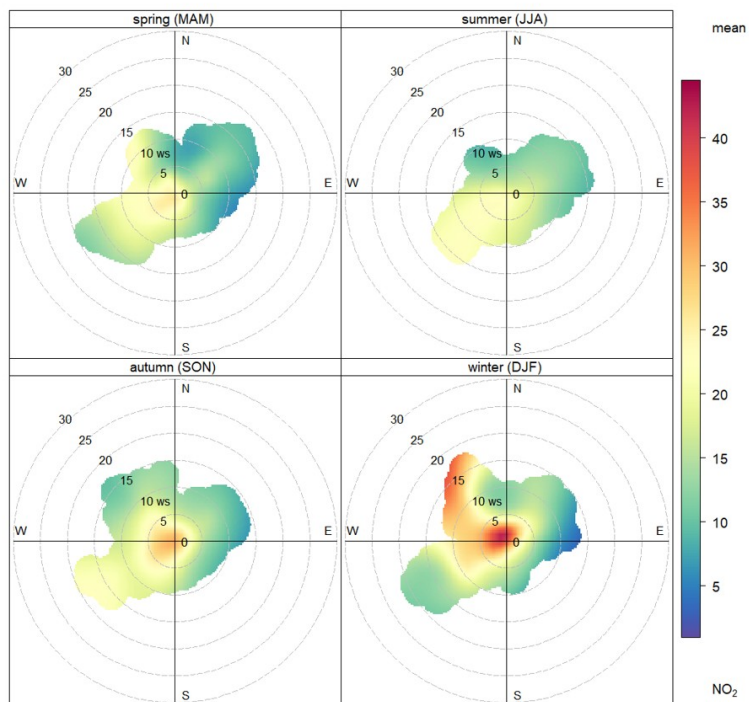 spring (MAM)
N
30
25
20
15
10 ws
5
0
W
E
S
summer (JJA)
N
30
25
20
15
10 ws
5
0
W
E
S
autumn (SON)
N
30
25
20
15
10 ws
5
0
W
E
S
winter (DJF)
N
30
25
20
15
10 ws
5
0
W
E
S
mean
40
35
30
25
20
15
10
5
NO₂